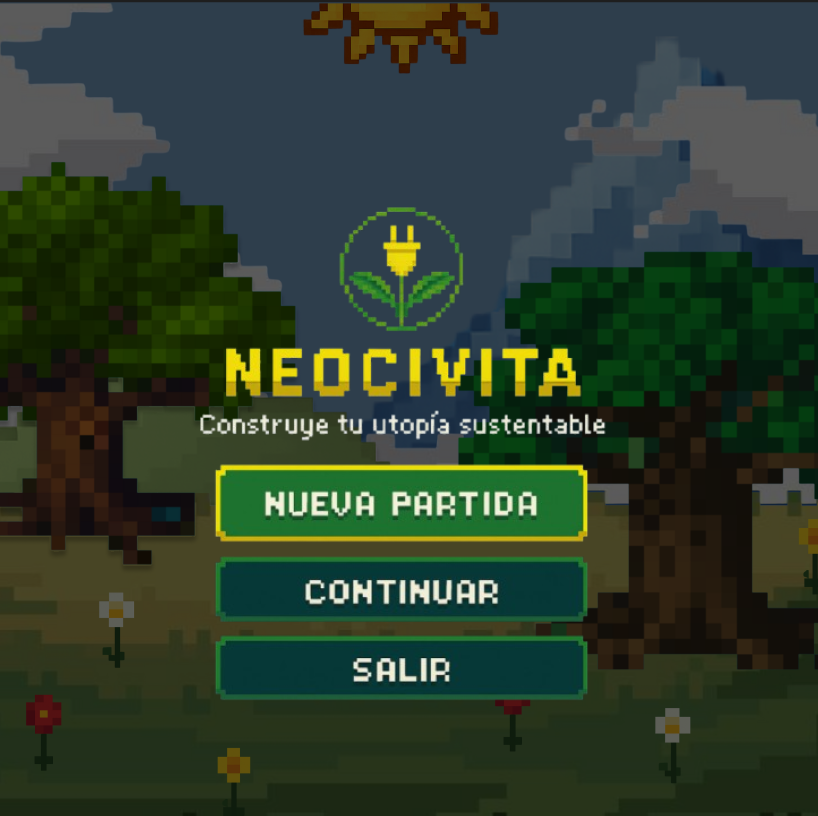 NEOCIVITA
Construye tu utopía sustentable
NUEVA PARTIDA
CONTINUAR
SALIR